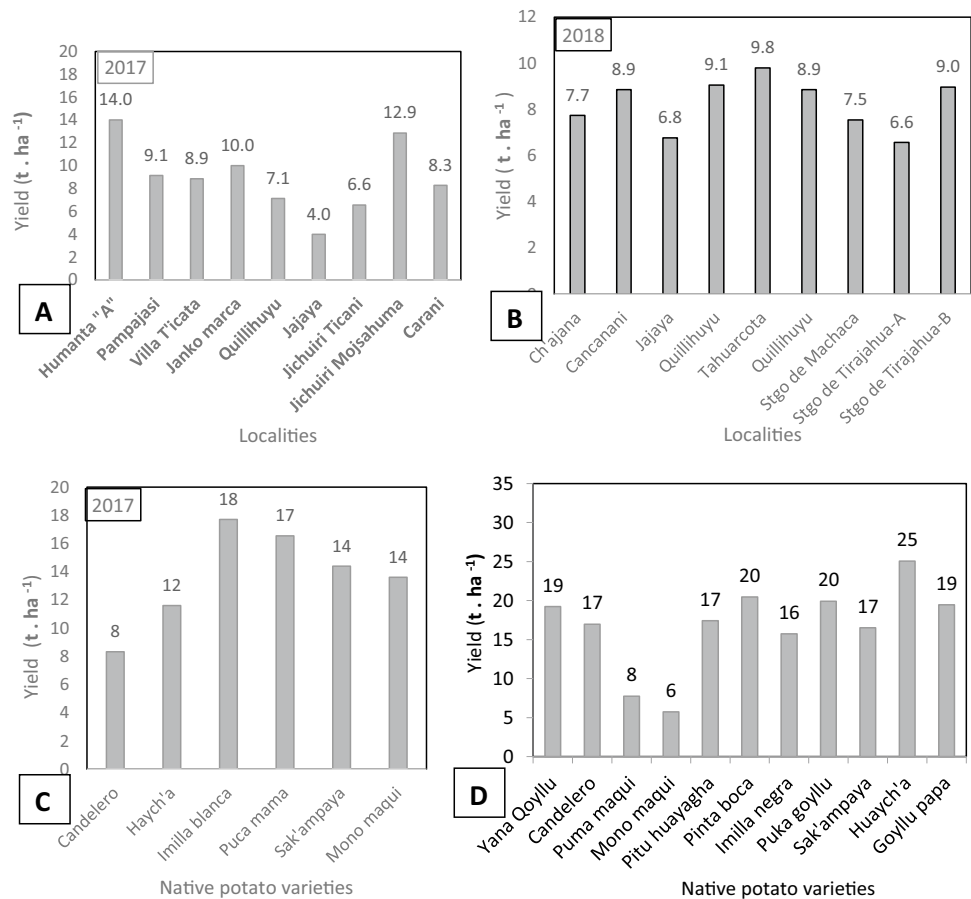 2017
Yield (t . ha -1)
20
18
16
14
12
10
8
6
4
2
0
14.0
9.1
8.9
10.0
7.1
4.0
6.6
12.9
8.3
Humanta "A"
Pampajasi
Villa T'icata
Janko marca
Quillihuyu
Jajaya
Jichuiri Ticani
Jichuiri Mojsahuma
Carani
Localities
A
2018
Yield ( t . ha -1 )
12
10
8
6
4
2
0
7.7
8.9
6.8
9.1
9.8
8.9
7.5
6.6
9.0
Ch'ajana
Cancnani
Jajaya
Quillihuyu
Tahuarcota
Quillihuyu
Stgo de Machaca
Stgo de Tirajahua-A
Stgo de Tirajahua-B
Localities
B
2017
Yield (t . ha -1)
20
18
16
14
12
10
8
6
4
2
0
8
12
18
17
14
14
Candelero
Haych'a
Imilla blanca
Puca mama
Sak'ampaya
Mono maqui
Native potato varieties
C
Yield (t . ha -1)
35
30
25
20
15
10
5
0
19
17
8
6
17
20
16
20
17
25
19
Yana Qoyllu
Candelero
Puma maqui
Mono maqui
Pitu huayagha
Pinta boca
Imilla negra
Puka goyllu
Sak'ampaya
Huaych'a
Goyllu papa
Native potato varieties
D